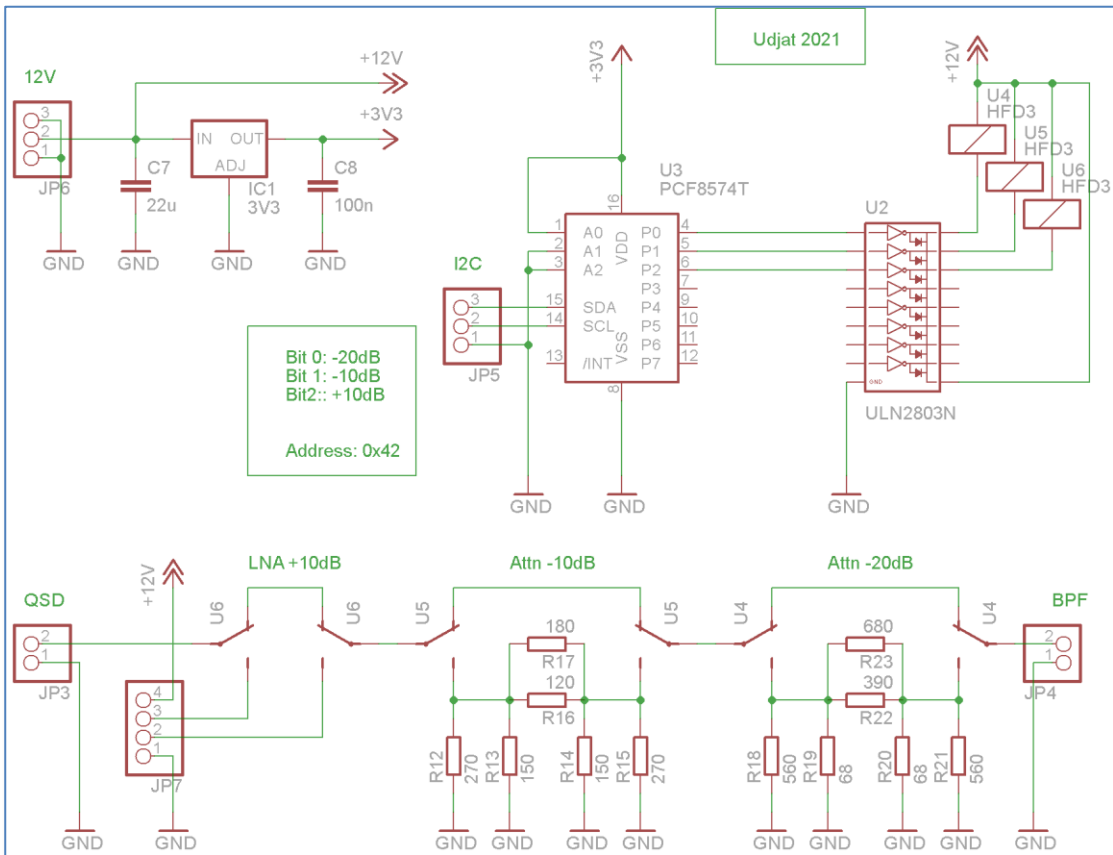 Udjat 2021
12V
3
2
1
JP6
+12V
+3V3
C7
22u
IN OUT
ADJ
IC1
3V3
C8
100n
GND
GND
GND
GND
+3V3
U3
PCF8574T
16
VDD
1 A0 P0 4
2 A1 P1 5
3 A2 P2 6
P3 7
15 SDA P4 9
14 SCL P5 10
P6 11
13 /INT P7 12
VSS
8
I2C
3
2
1
JP5
GND
GND
+12V
U4
HFD3
U5
HFD3
U6
HFD3
U2
GND
ULN2803N
GND
Bit 0: -20dB
Bit 1: -10dB
Bit2:: +10dB
Address: 0x42
LNA +10dB
Attn -10dB
Attn -20dB
QSD
2
1
JP3
GND
+12V
4
3
2
1
JP7
GND
U6
U6
U5
180
R17
120
R16
U5
R12
270
R13
150
R14
150
R15
270
GND
GND
GND
GND
U4
680
R23
390
R22
U4
R18
560
R19
68
R20
68
R21
560
GND
GND
GND
GND
BPF
2
1
JP4
GND